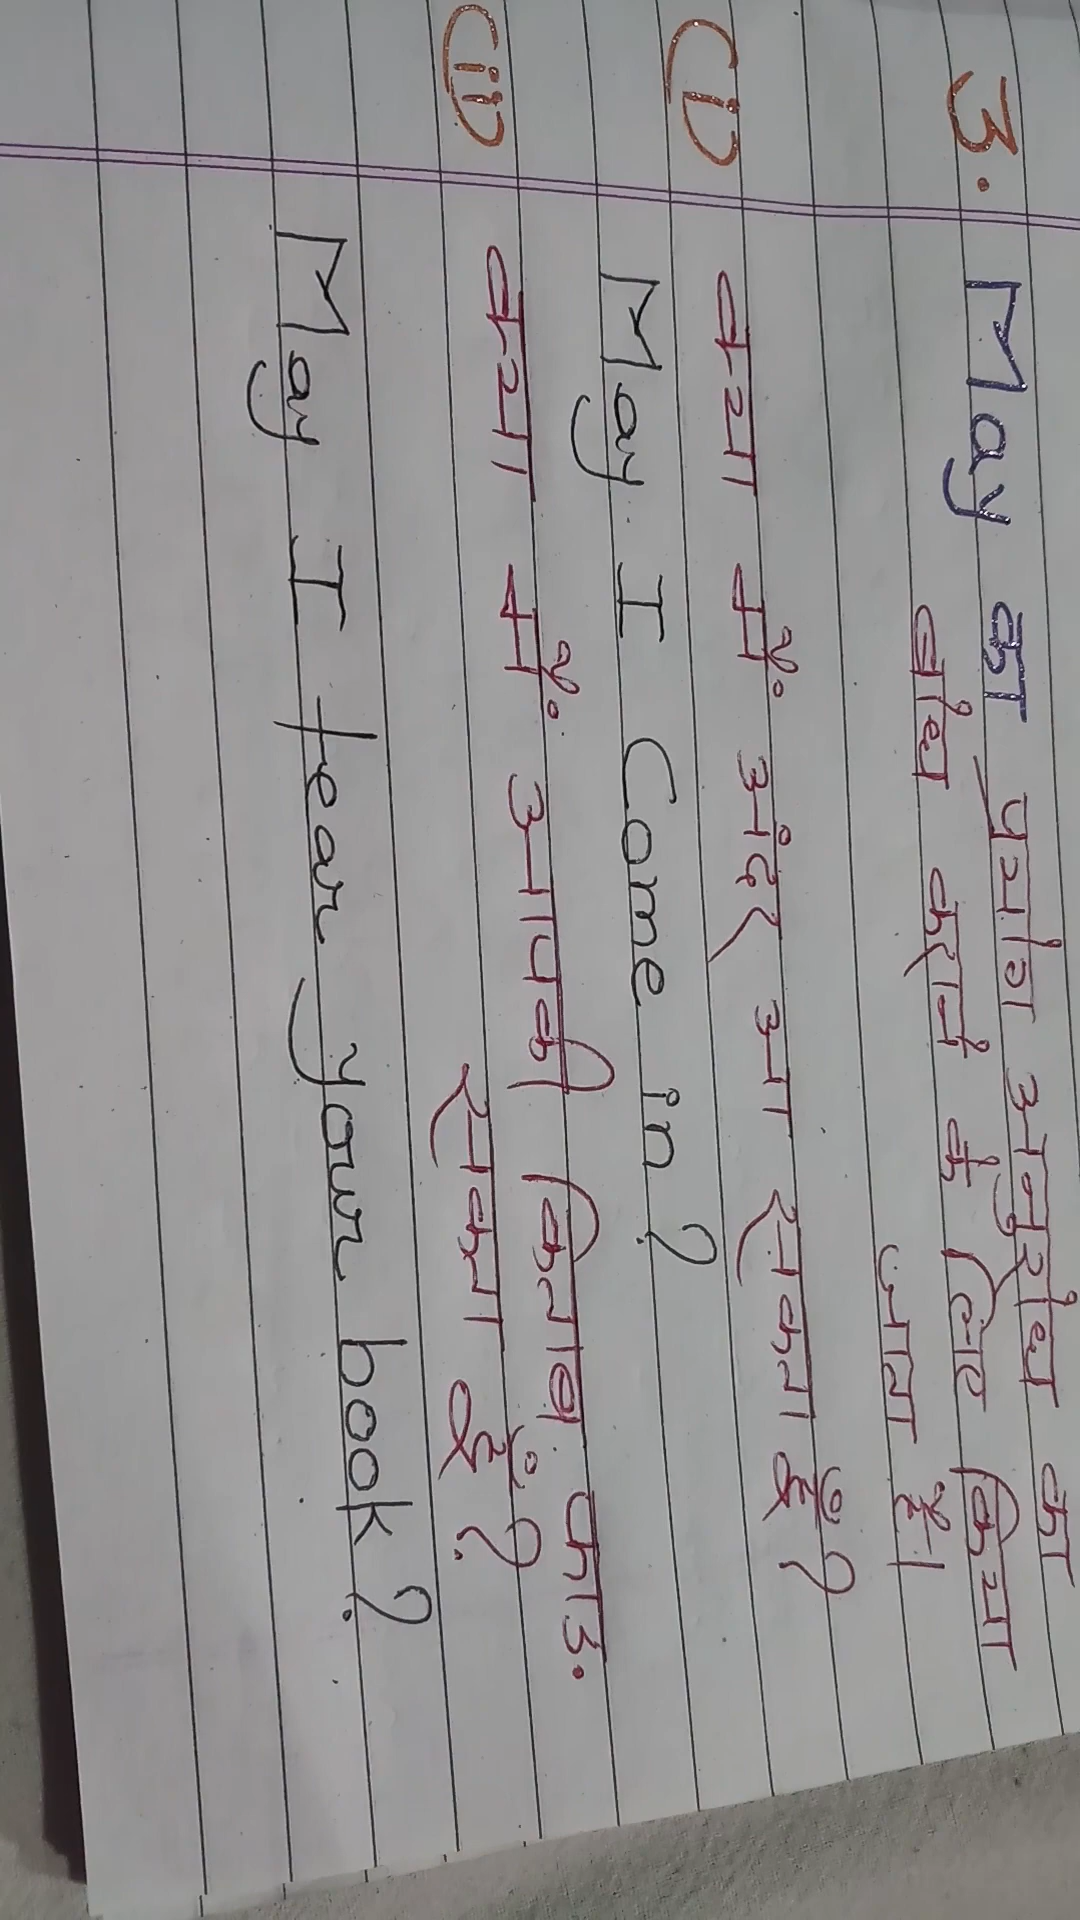 3. May का प्रयोग अनुरोध का
बोध कराने के लिए किया
जाता है।
(i) क्या मैं अंदर आ सकता हूँ?
May I Come in?
(ii) क्या मैं आपकी किताब फाड़
सकता हूँ?
May I tear your book?